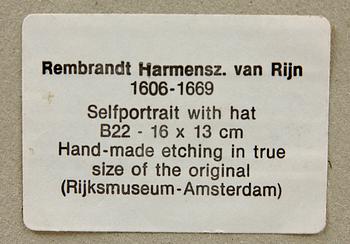 Rembrandt Harmensz. van Rijn
1606-1669
Selfportrait with hat
B22 - 16 x 13 cm
Hand-made etching in true
size of the original
(Rijksmuseum-Amsterdam)